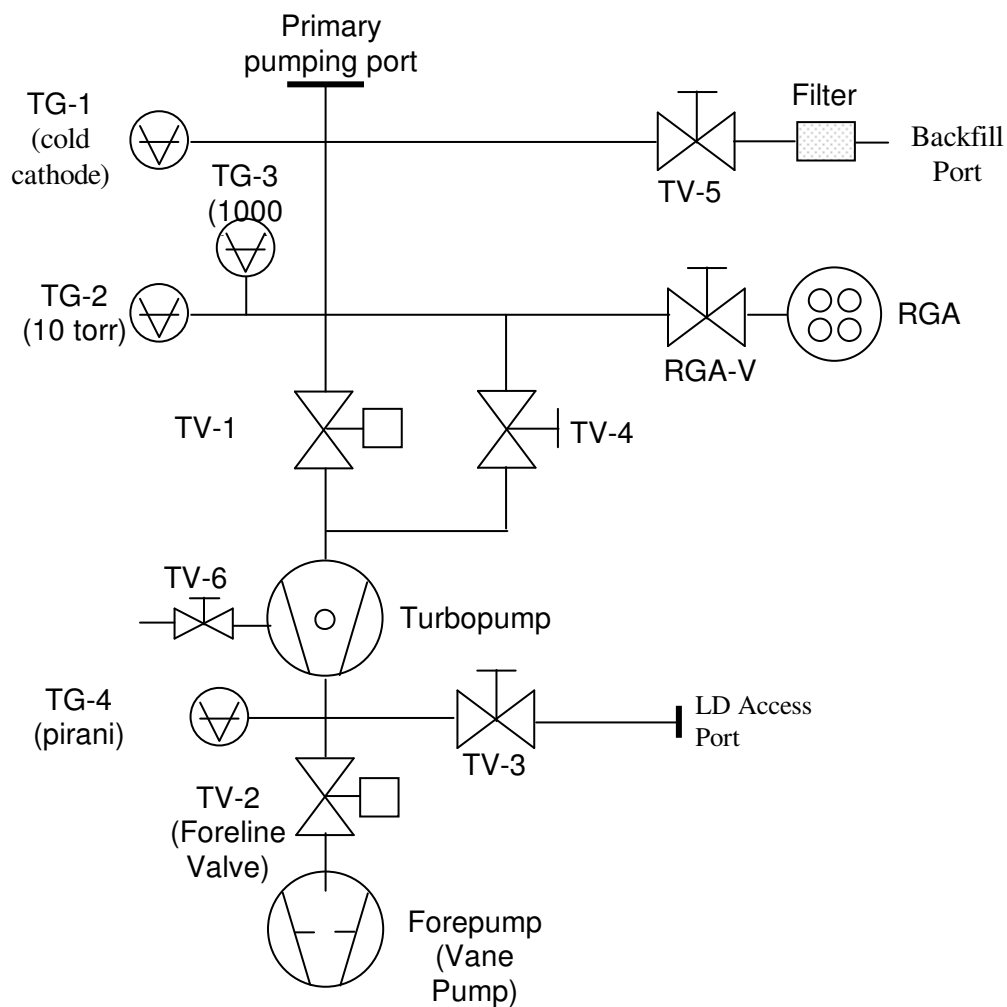 Primary
pumping port
TG-1
(cold
cathode)
Filter
Backfill
Port
TV-5
TG-3
(1000
TG-2
(10 torr)
RGA
RGA-V
TV-1
TV-4
TV-6
Turbopump
TG-4
(pirani)
LD Access
Port
TV-3
TV-2
(Foreline
Valve)
Forepump
(Vane
Pump)